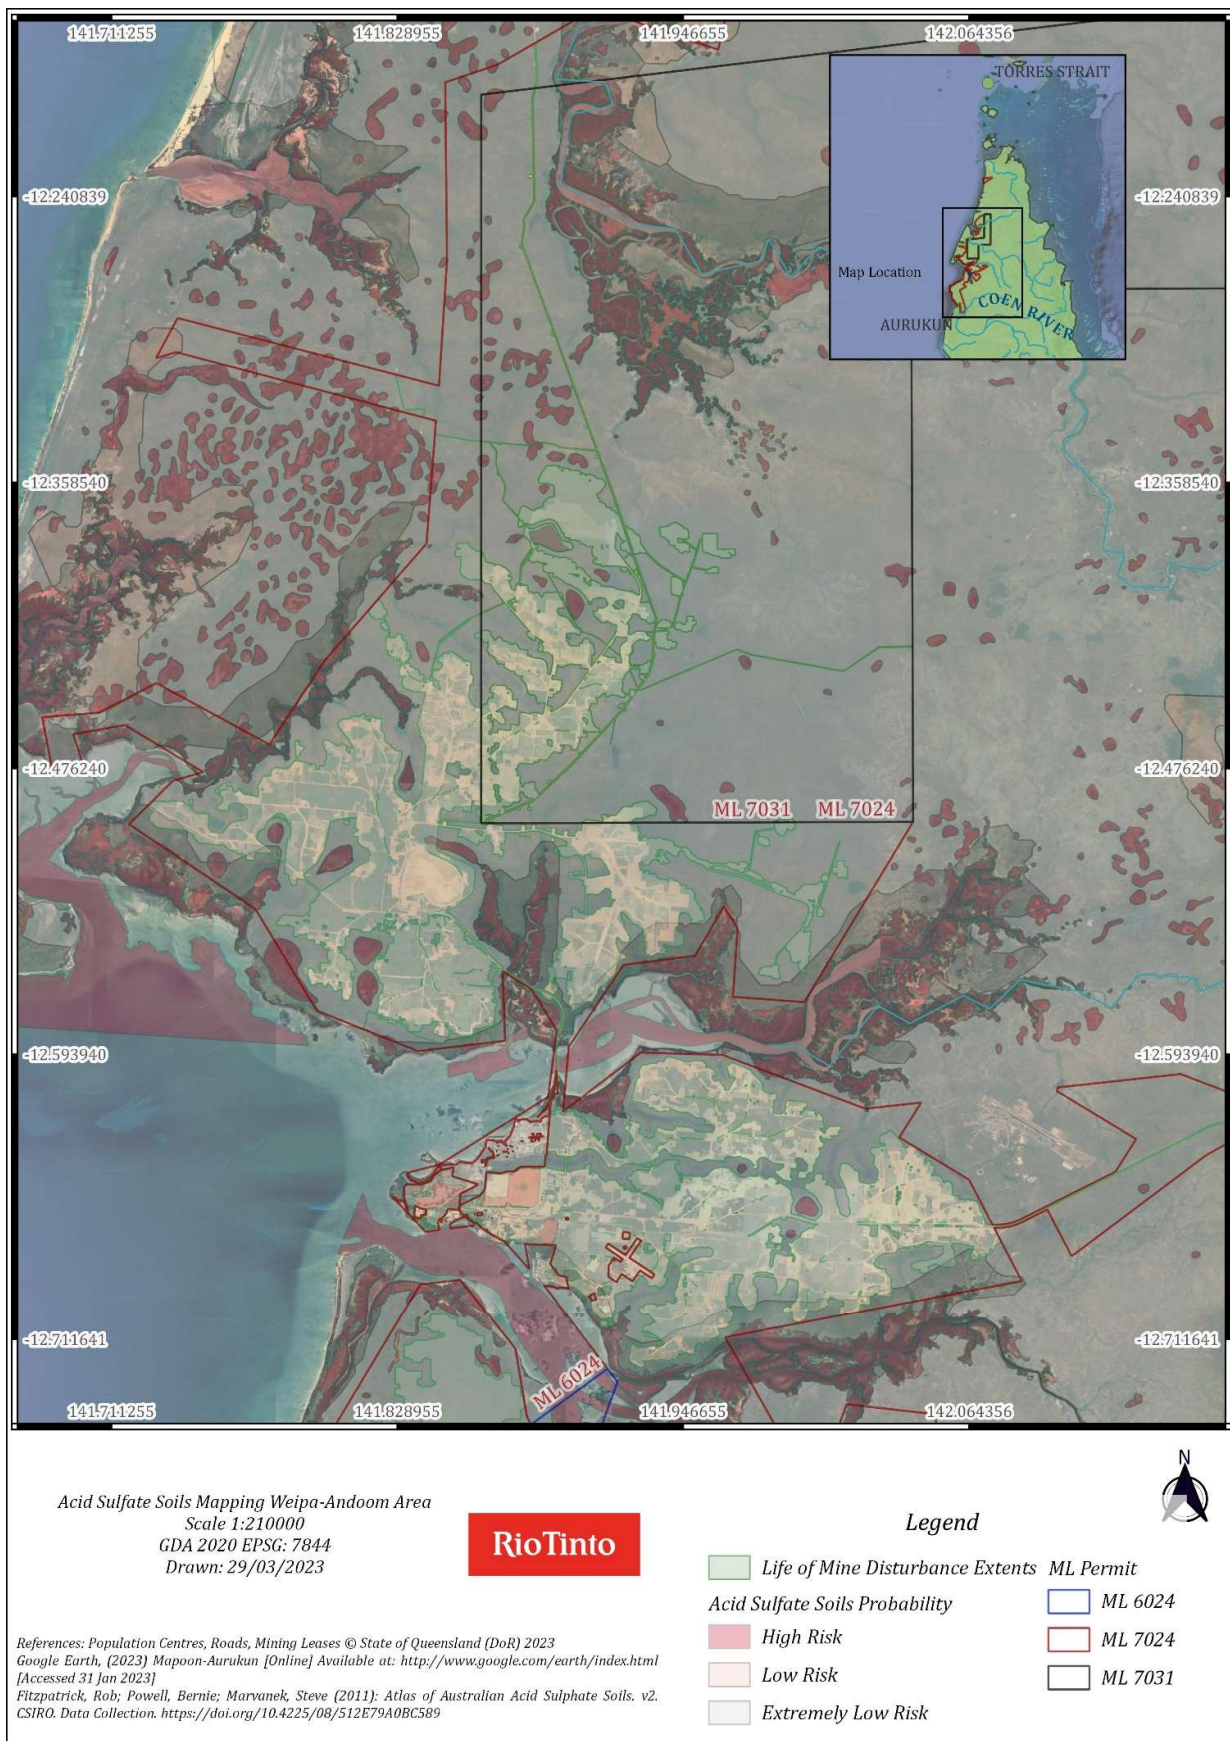 141.711255
141.828955
141.946655
142.064356
TORRES STRAIT
-12.240839
-12.240839
Map Location
COEN RIVER
AURUKUN
-12.358540
-12.358540
-12.476240
-12.476240
ML 7031
ML 7024
-12.593940
-12.593940
-12.711641
-12.711641
ML 6024
141.711255
141.828955
141.946655
142.064356
N
Acid Sulfate Soils Mapping Weipa-Andoom Area
Scale 1:210000
GDA 2020 EPSG: 7844
Drawn: 29/03/2023
RioTinto
Legend
Life of Mine Disturbance Extents
Acid Sulfate Soils Probability
High Risk
Low Risk
Extremely Low Risk
ML Permit
ML 6024
ML 7024
ML 7031
References: Population Centres, Roads, Mining Leases © State of Queensland (DoR) 2023
Google Earth, (2023) Mapoon-Aurukun [Online] Available at: http://www.google.com/earth/index.html
[Accessed 31 Jan 2023]
Fitzpatrick, Rob; Powell, Bernie; Marvanek, Steve (2011): Atlas of Australian Acid Sulphate Soils. v2.
CSIRO. Data Collection. https://doi.org/10.4225/08/512E79A0BC589